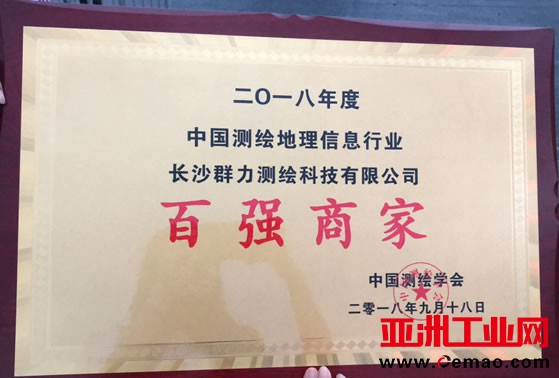 二O一八年度
中国测绘地理信息行业
长沙群力测绘科技有限公司
百强商家
中国测绘学会
二零一八年九月十八日
亚洲工业网
www.eemao.com